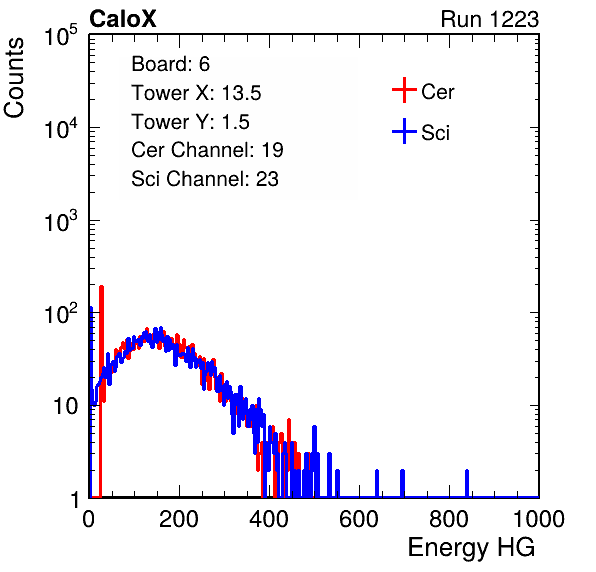 CaloX Run 1223
Counts
Board: 6
Tower X: 13.5
Tower Y: 1.5
Cer Channel: 19
Sci Channel: 23
Cer
Sci
10^5
10^4
10^3
10^2
10
1
0 200 400 600 800 1000
Energy HG